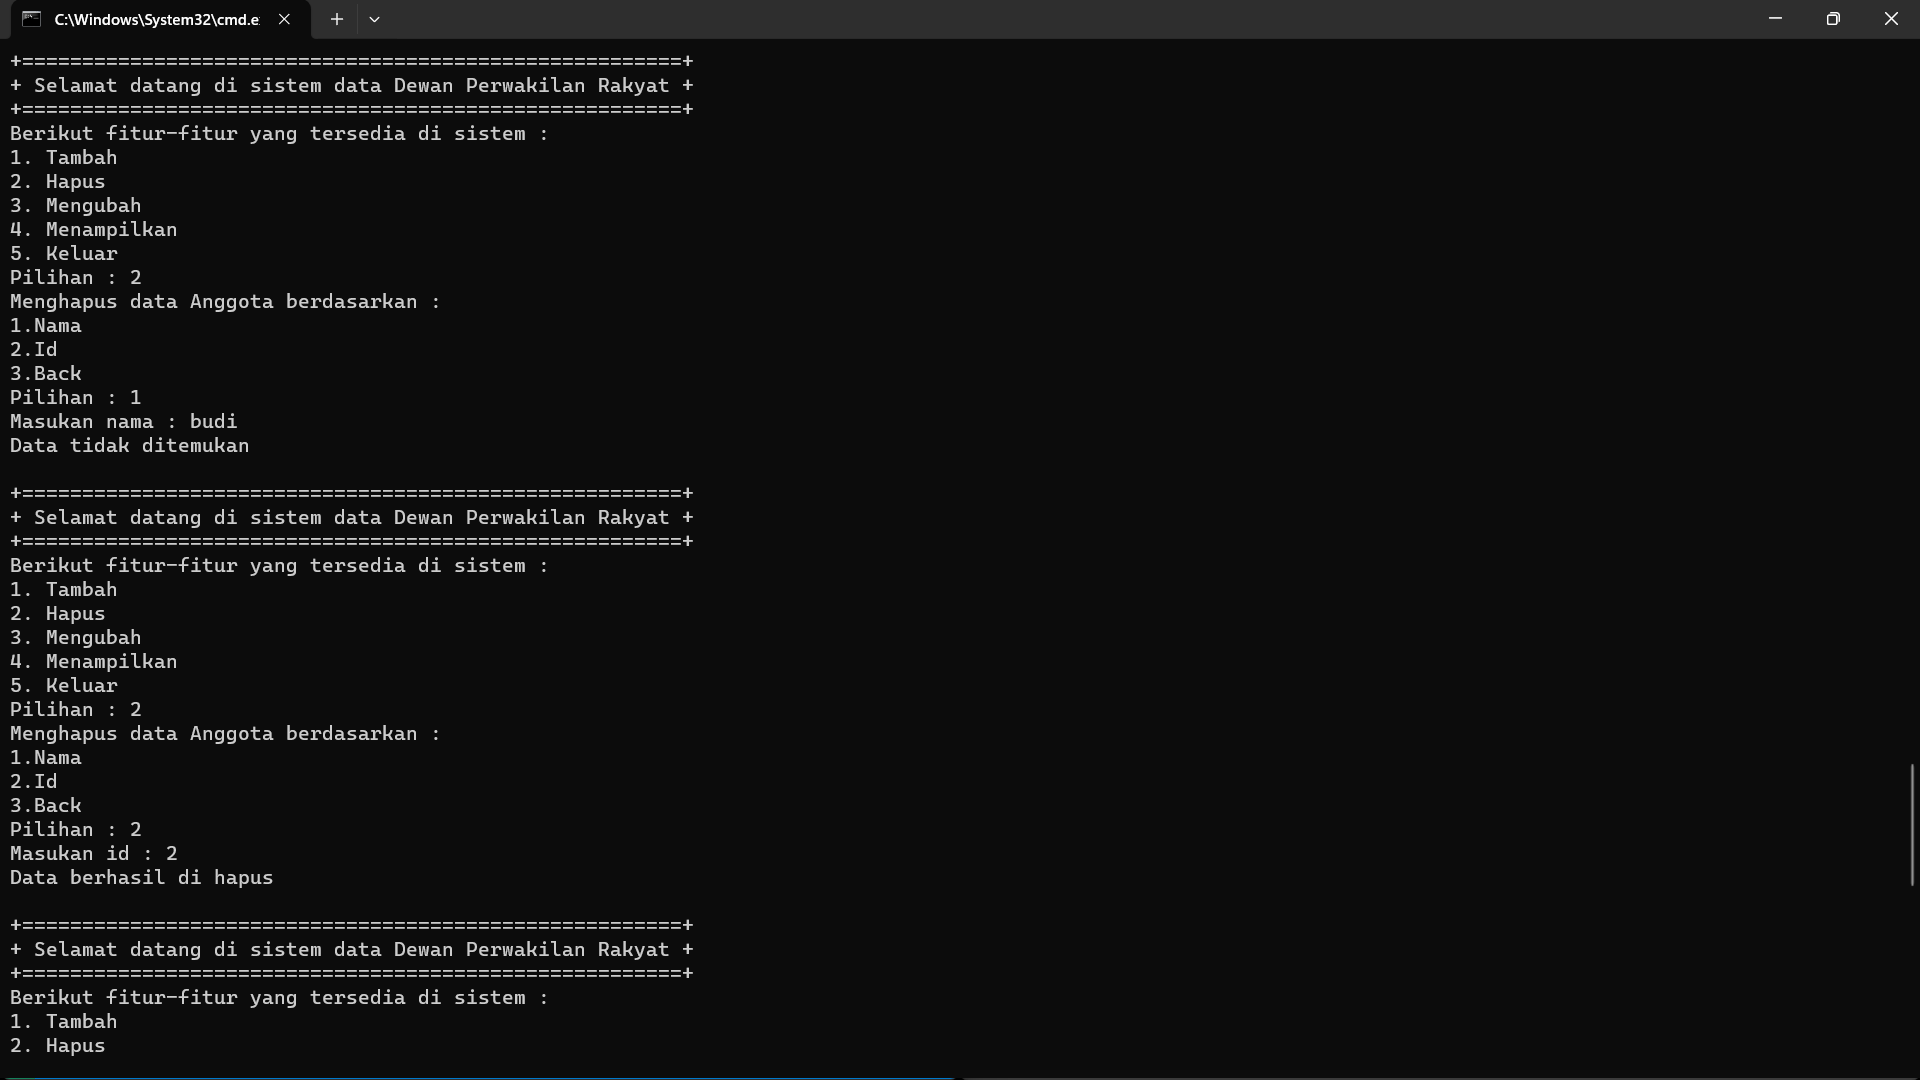 C:\Windows\System32\cmd.e
+=======================================================+
+ Selamat datang di sistem data Dewan Perwakilan Rakyat +
+=======================================================+
Berikut fitur-fitur yang tersedia di sistem :
1. Tambah
2. Hapus
3. Mengubah
4. Menampilkan
5. Keluar
Pilihan : 2
Menghapus data Anggota berdasarkan :
1.Nama
2.Id
3.Back
Pilihan : 1
Masukan nama : budi
Data tidak ditemukan
+=======================================================+
+ Selamat datang di sistem data Dewan Perwakilan Rakyat +
+=======================================================+
Berikut fitur-fitur yang tersedia di sistem :
1. Tambah
2. Hapus
3. Mengubah
4. Menampilkan
5. Keluar
Pilihan : 2
Menghapus data Anggota berdasarkan :
1.Nama
2.Id
3.Back
Pilihan : 2
Masukan id : 2
Data berhasil di hapus
+=======================================================+
+ Selamat datang di sistem data Dewan Perwakilan Rakyat +
+=======================================================+
Berikut fitur-fitur yang tersedia di sistem :
1. Tambah
2. Hapus